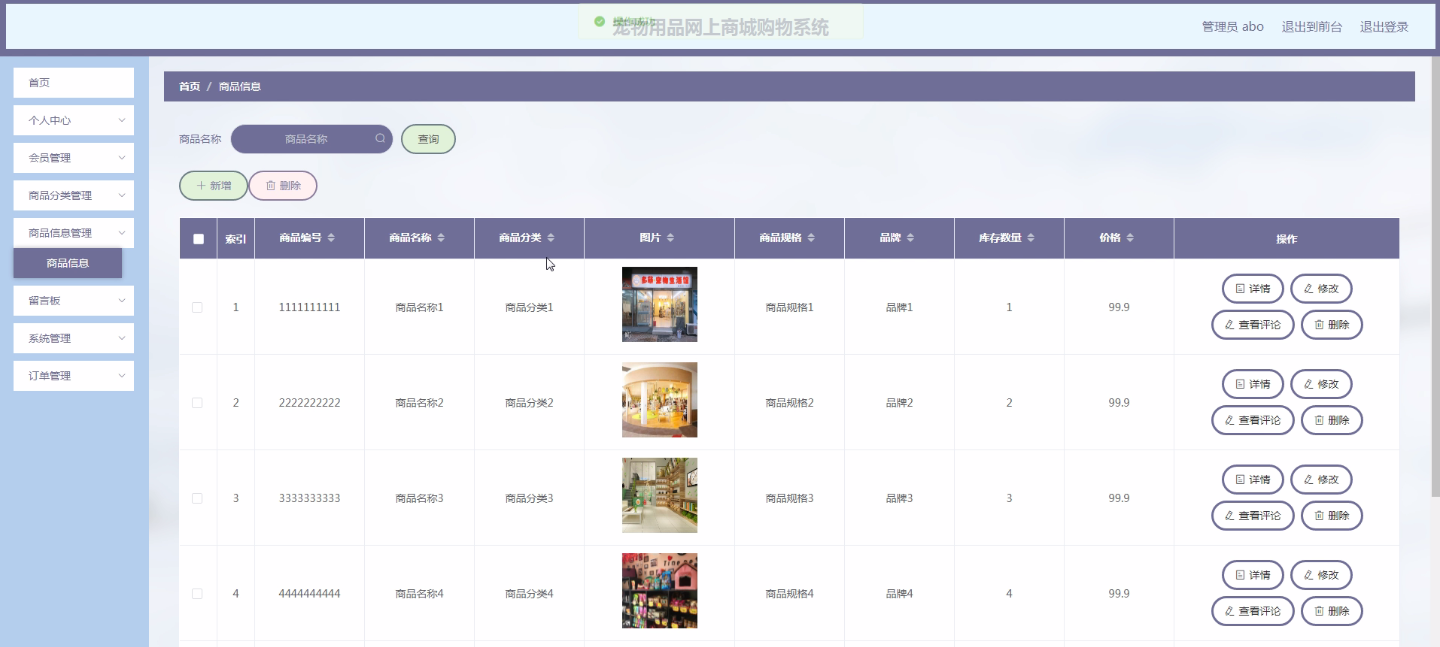 操作成功
宠物用品网上商城购物系统
管理员 abo 退出到前台 退出登录
首页
个人中心
会员管理
商品分类管理
商品信息管理
商品信息
留言板
系统管理
订单管理
首页 / 商品信息
商品名称 商品名称 查询
新增 删除
索引 商品编号 商品名称 商品分类 图片 商品规格 品牌 库存数量 价格 操作
1 1111111111 商品名称1 商品分类1 商品规格1 品牌1 1 99.9
详情 修改
查看评论 删除
2 2222222222 商品名称2 商品分类2 商品规格2 品牌2 2 99.9
详情 修改
查看评论 删除
3 3333333333 商品名称3 商品分类3 商品规格3 品牌3 3 99.9
详情 修改
查看评论 删除
4 4444444444 商品名称4 商品分类4 商品规格4 品牌4 4 99.9
详情 修改
查看评论 删除